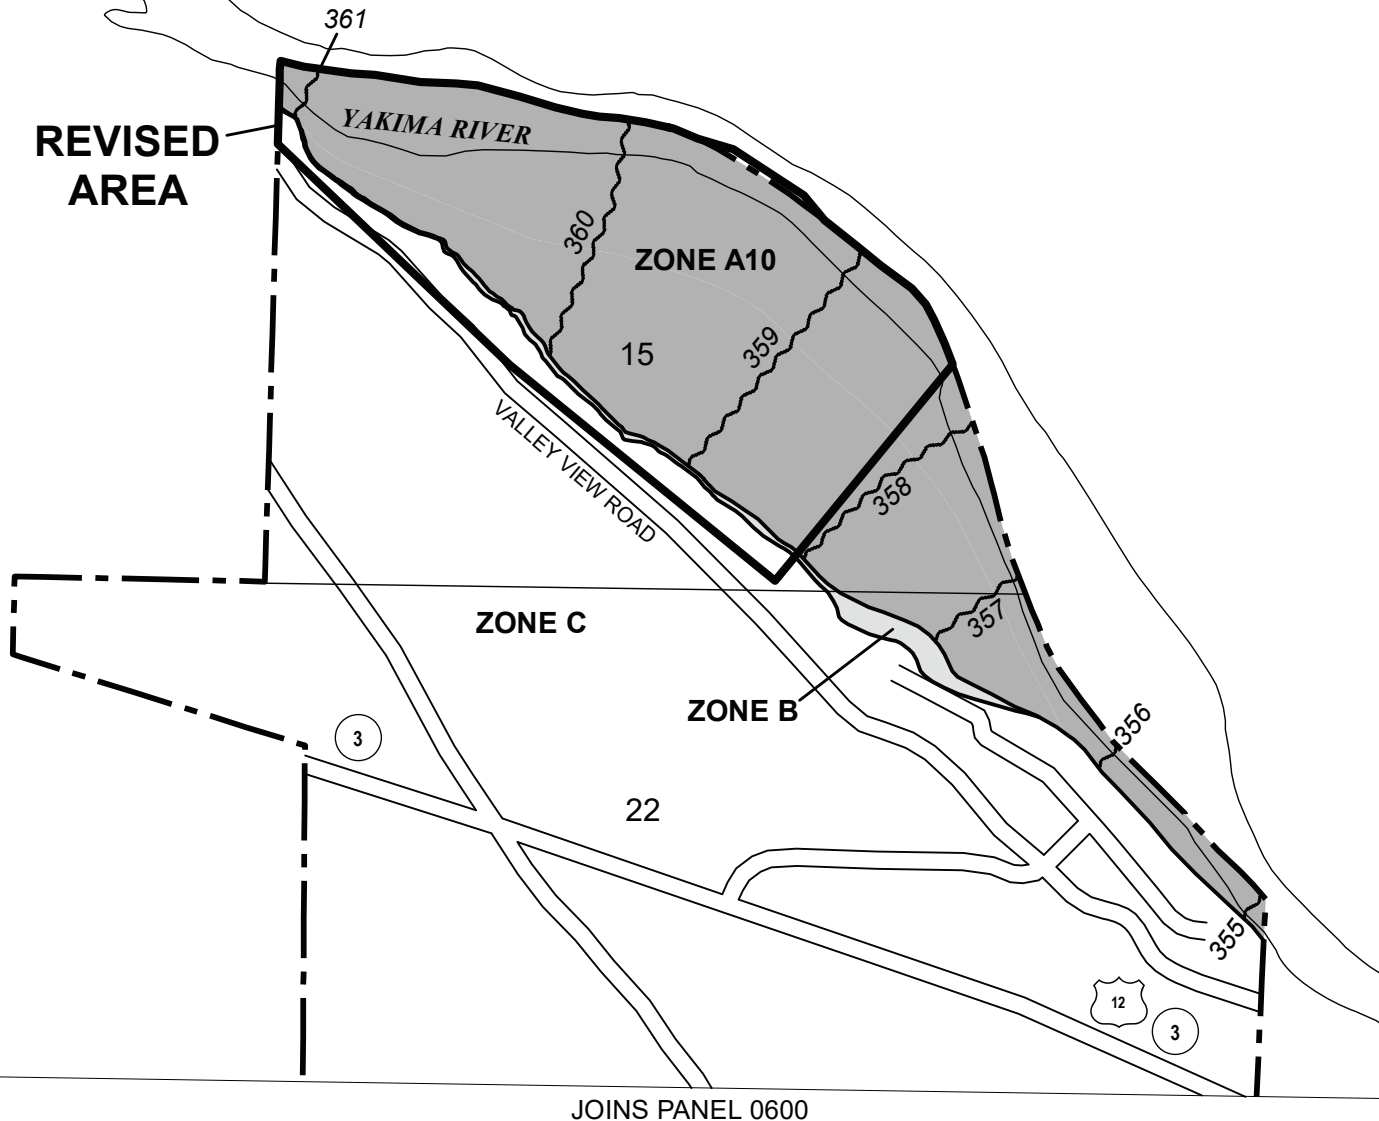 361
REVISED
AREA
YAKIMA RIVER
360
ZONE A10
15
359
VALLEY VIEW ROAD
358
357
ZONE C
ZONE B
356
3
22
355
12
3
JOINS PANEL 0600